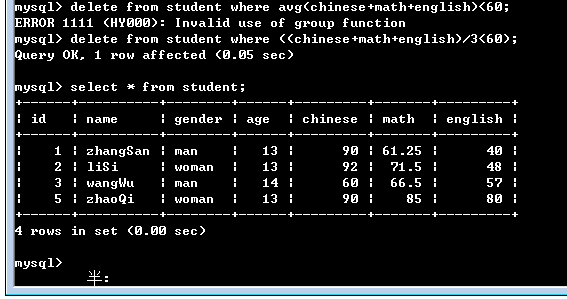 mysql> delete from student where avg(chinese+math+english)<60;
ERROR 1111 (HY000): Invalid use of group function
mysql> delete from student where ((chinese+math+english)/3<60);
Query OK, 1 row affected (0.05 sec)
mysql> select * from student;
+------+----------+--------+------+---------+-------+---------+
| id | name | gender | age | chinese | math | english |
+------+----------+--------+------+---------+-------+---------+
| 1 | zhangSan | man | 13 | 90 | 61.25 | 40 |
| 2 | liSi | woman | 13 | 92 | 71.5 | 48 |
| 3 | wangWu | man | 14 | 60 | 66.5 | 57 |
| 5 | zhaoQi | woman | 13 | 90 | 85 | 80 |
+------+----------+--------+------+---------+-------+---------+
4 rows in set (0.00 sec)
mysql>
半: